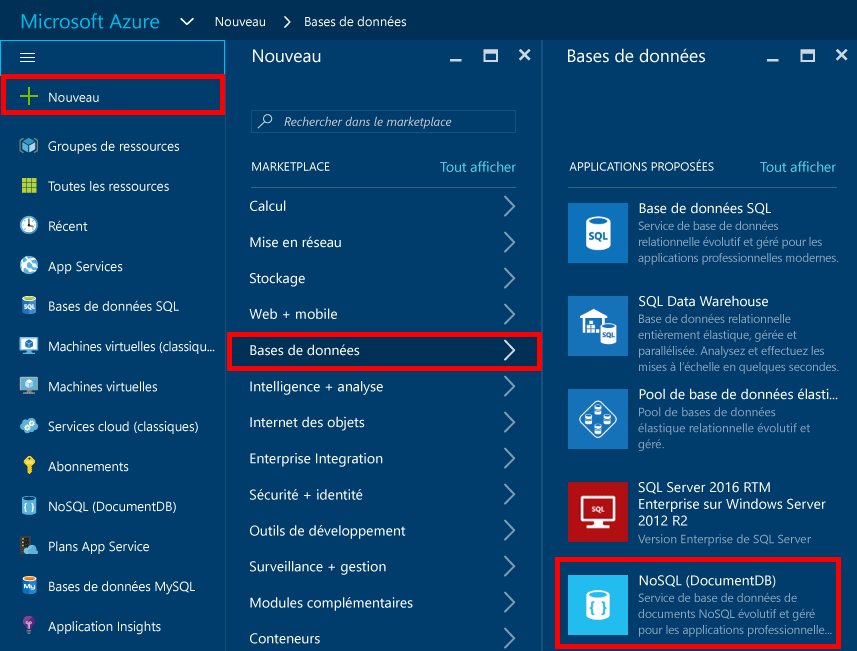 Microsoft Azure Nouveau Bases de données
Nouveau
Groupes de ressources
Toutes les ressources
Récent
App Services
Bases de données SQL
SQL
Machines virtuelles (classiqu...
Machines virtuelles
Services cloud (classiques)
Abonnements
NoSQL (DocumentDB)
Plans App Service
Bases de données MySQL
My
Application Insights
Nouveau
Rechercher dans le marketplace
MARKETPLACE Tout afficher
Calcul
Mise en réseau
Stockage
Web + mobile
Bases de données
Intelligence + analyse
Internet des objets
Enterprise Integration
Sécurité + identité
Outils de développement
Surveillance + gestion
Modules complémentaires
Conteneurs
Bases de données
APPLICATIONS PROPOSÉES Tout afficher
SQL
Base de données SQL
Service de base de données
relationnelle évolutif et géré pour les
applications professionnelles modernes.
SQL
SQL Data Warehouse
Base de données relationnelle
entièrement élastique, gérée et
parallélisée. Analysez et effectuez les
mises à l'échelle en quelques secondes.
Pool de base de données élasti...
Pool de bases de données
élastique relationnelle évolutif et
géré.
SQL
SQL Server 2016 RTM
Enterprise sur Windows Server
2012 R2
Version Enterprise de SQL Server
NoSQL (DocumentDB)
Service de base de données de
documents NoSQL évolutif et géré
pour les applications professionnelle...